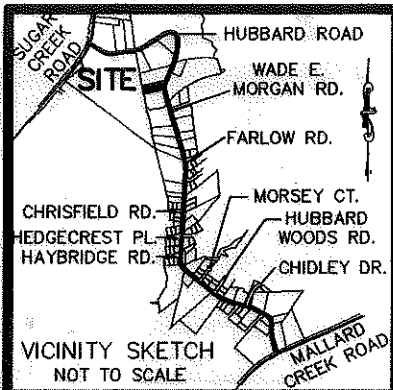 SUGAR
CREEK
ROAD
HUBBARD ROAD
SITE
WADE E.
MORGAN RD.
FARLOW RD.
CHRISFIELD RD.
MORSEY CT.
HUBBARD
WOODS RD.
HEDGECREST PL.
HAYBRIDGE RD.
CHIDLEY DR.
MALLARD
CREEK ROAD
VICINITY SKETCH
NOT TO SCALE